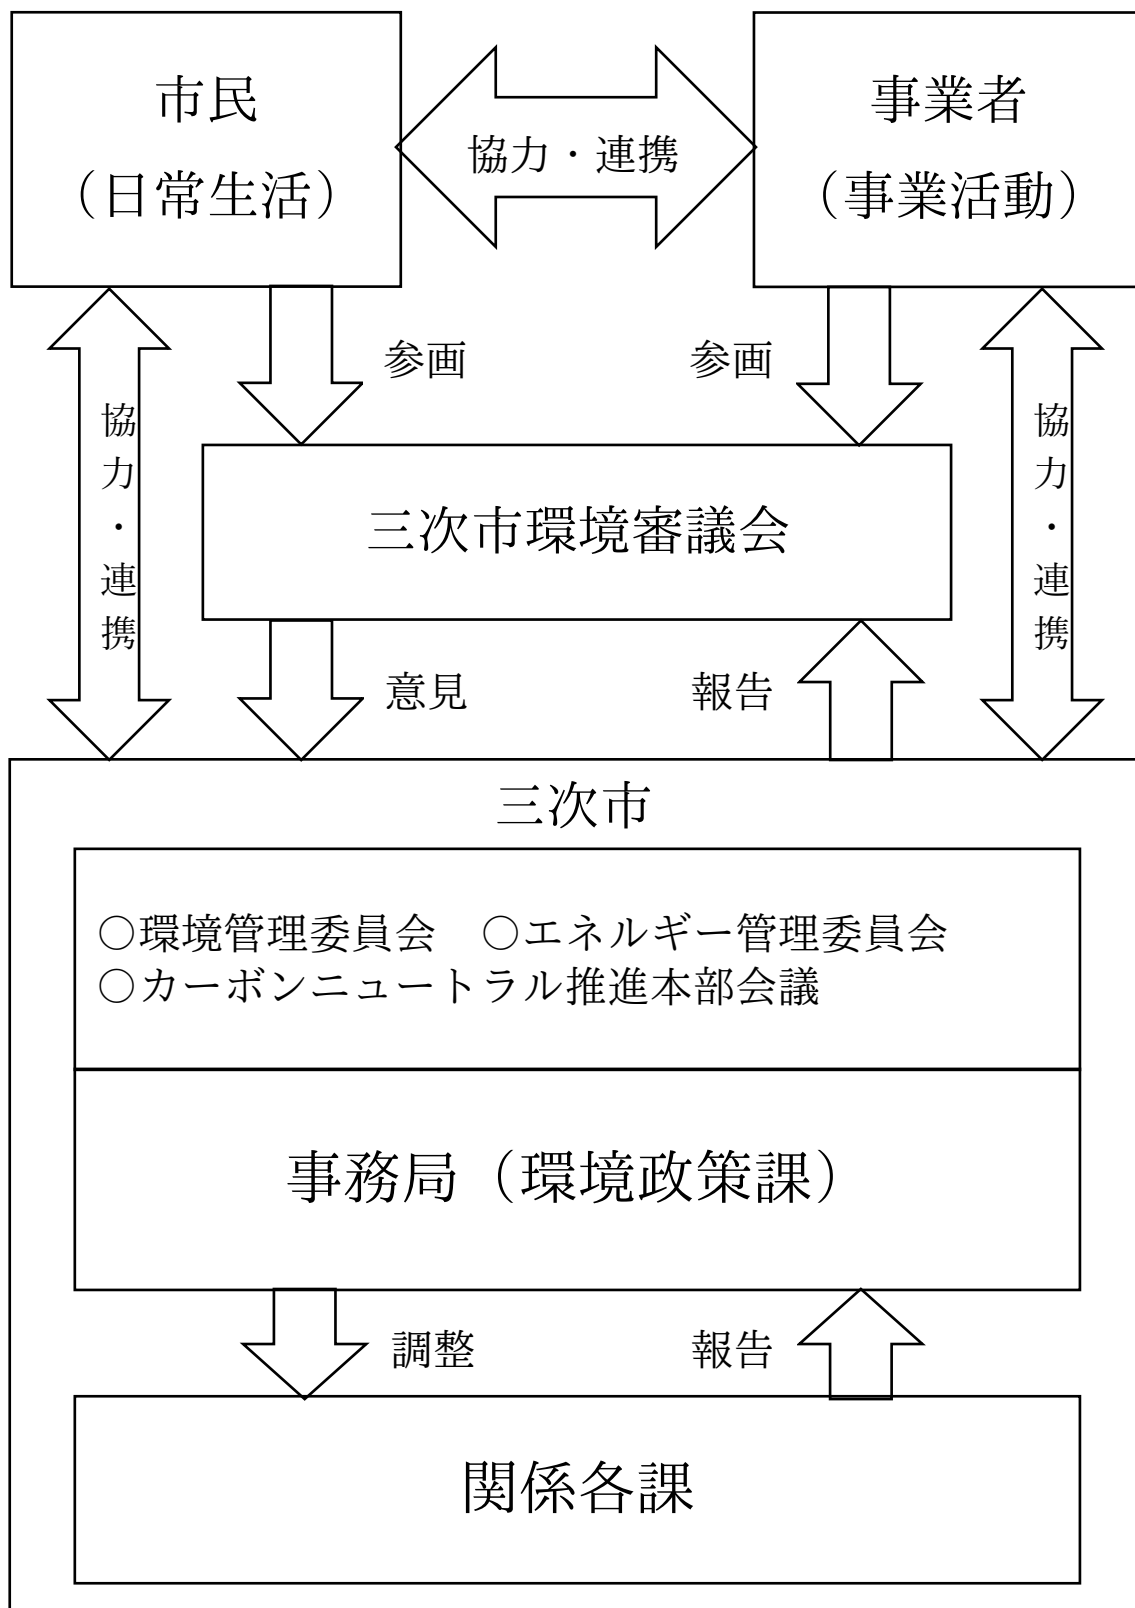 市民
（日常生活）
協力・連携
事業者
（事業活動）
参画
参画
協力・連携
協力・連携
三次市環境審議会
意見
報告
三次市
○環境管理委員会　○エネルギー管理委員会
○カーボンニュートラル推進本部会議
事務局（環境政策課）
調整
報告
関係各課